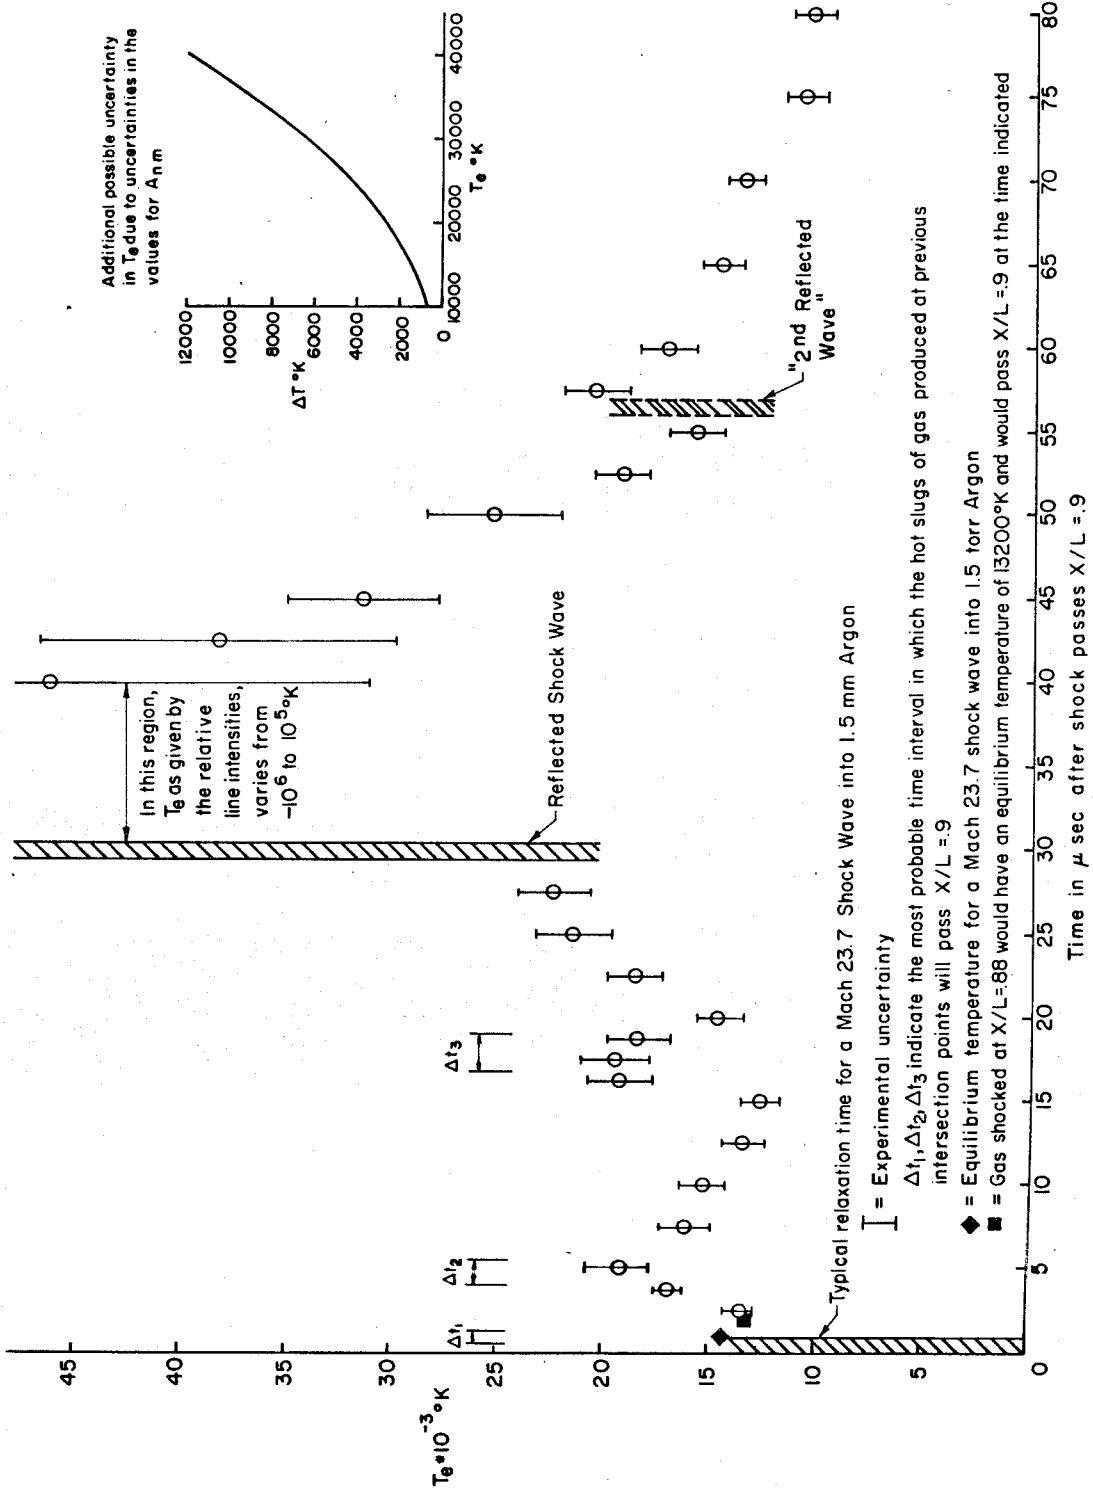 Additional possible uncertainty
in Te due to uncertainties in the
values for Anm
12000
10000
8000
6000
4000
2000
0
ΔT°K
10000
20000
30000
40000
Te °K
45
40
35
30
25
20
15
10
Te•10⁻³ °K
In this region,
Te as given by
the relative
line intensities,
varies from
-10⁶ to 10⁵°K
Reflected Shock Wave
"2nd Reflected
Wave"
Δt₁
Δt₂
Δt₃
Typical relaxation time for a Mach 23.7 Shock Wave into 1.5 mm Argon
= Experimental uncertainty
Δt₁,Δt₂,Δt₃ indicate the most probable time interval in which the hot slugs of gas produced at previous
intersection points will pass X/L =.9
◆ = Equilibrium temperature for a Mach 23.7 shock wave into 1.5 torr Argon
■ = Gas shocked at X/L=.88 would have an equilibrium temperature of 13200°K and would pass X/L =.9 at the time indicated
0
5
10
15
20
25
30
35
40
45
50
55
60
65
70
75
80
Time in μ sec after shock passes X/L =.9